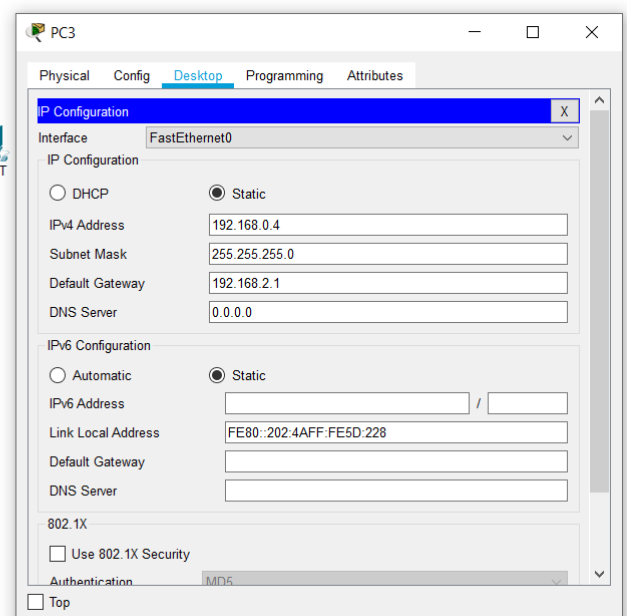 PC3
Physical Config Desktop Programming Attributes
IP Configuration X
Interface FastEthernet0
IP Configuration
DHCP Static
IPv4 Address 192.168.0.4
Subnet Mask 255.255.255.0
Default Gateway 192.168.2.1
DNS Server 0.0.0.0
IPv6 Configuration
Automatic Static
IPv6 Address /
Link Local Address FE80::202:4AFF:FE5D:228
Default Gateway
DNS Server
802.1X
Use 802.1X Security
Authentication MD5
Top
T